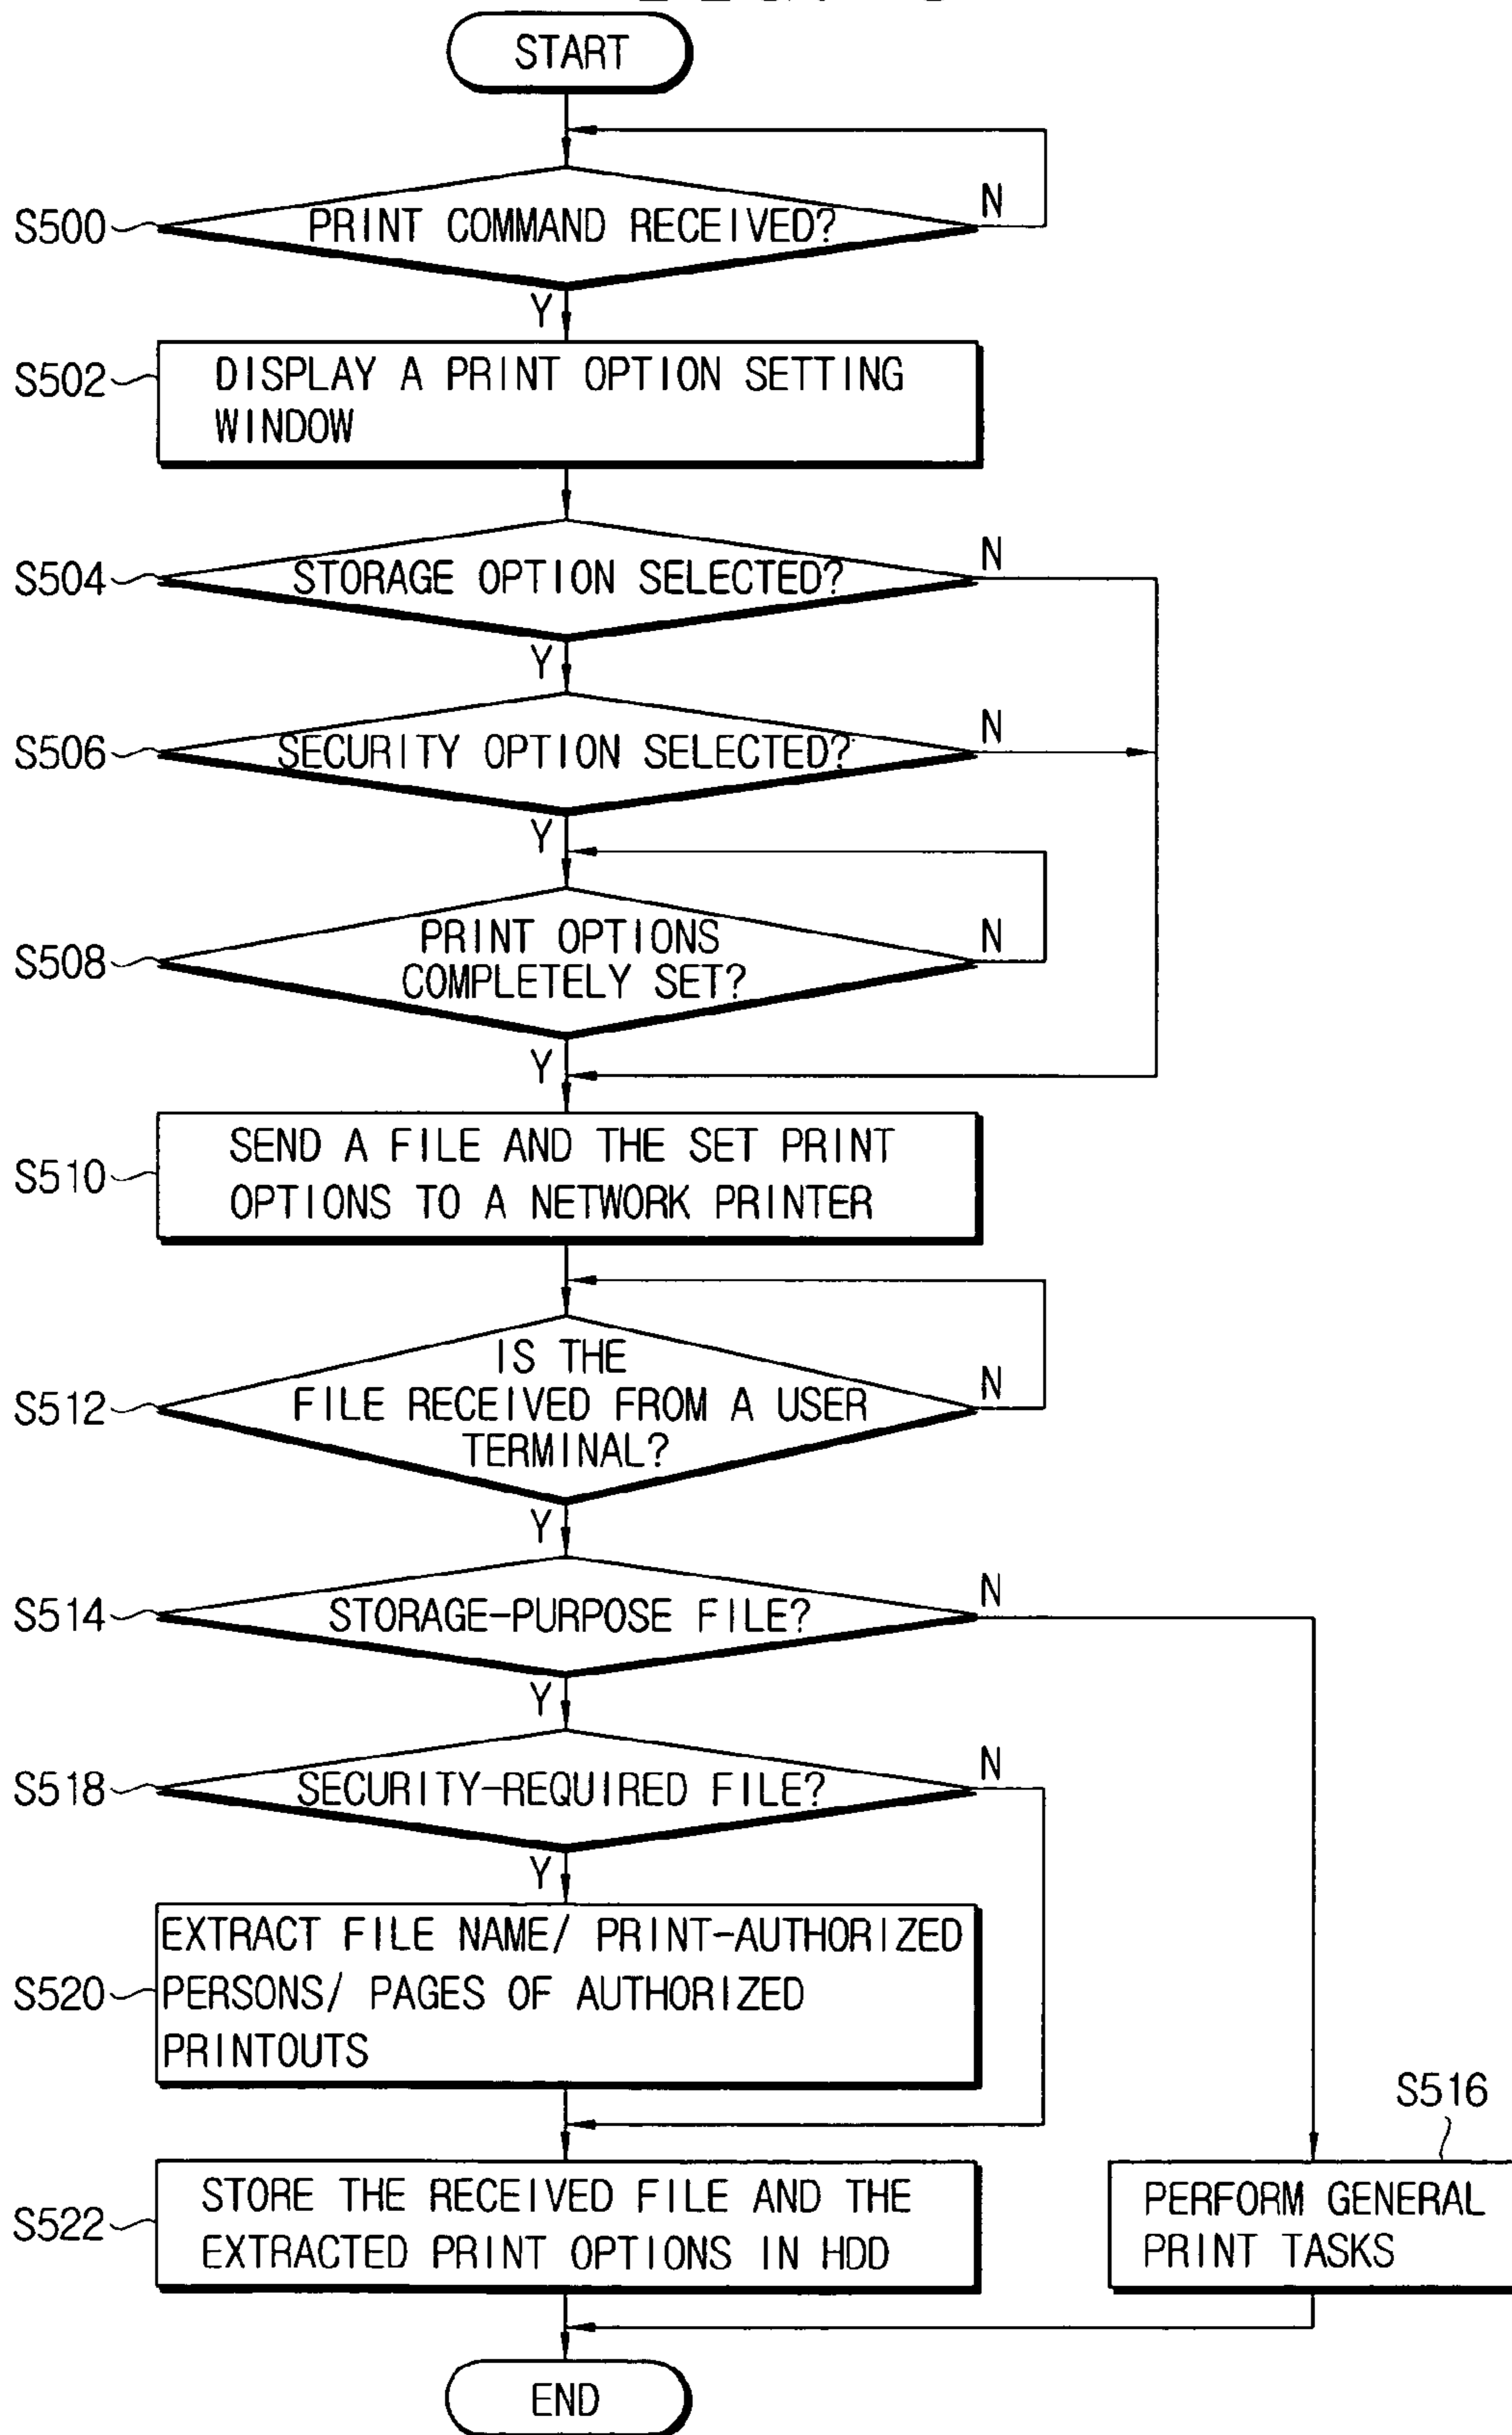 START
S500
PRINT COMMAND RECEIVED?
N
Y
S502
DISPLAY A PRINT OPTION SETTING
WINDOW
S504
STORAGE OPTION SELECTED?
N
Y
S506
SECURITY OPTION SELECTED?
N
Y
S508
PRINT OPTIONS
COMPLETELY SET?
N
Y
S510
SEND A FILE AND THE SET PRINT
OPTIONS TO A NETWORK PRINTER
S512
IS THE
FILE RECEIVED FROM A USER
TERMINAL?
N
Y
S514
STORAGE-PURPOSE FILE?
N
Y
S518
SECURITY-REQUIRED FILE?
N
Y
S520
EXTRACT FILE NAME/ PRINT-AUTHORIZED
PERSONS/ PAGES OF AUTHORIZED
PRINTOUTS
S516
PERFORM GENERAL
PRINT TASKS
S522
STORE THE RECEIVED FILE AND THE
EXTRACTED PRINT OPTIONS IN HDD
END